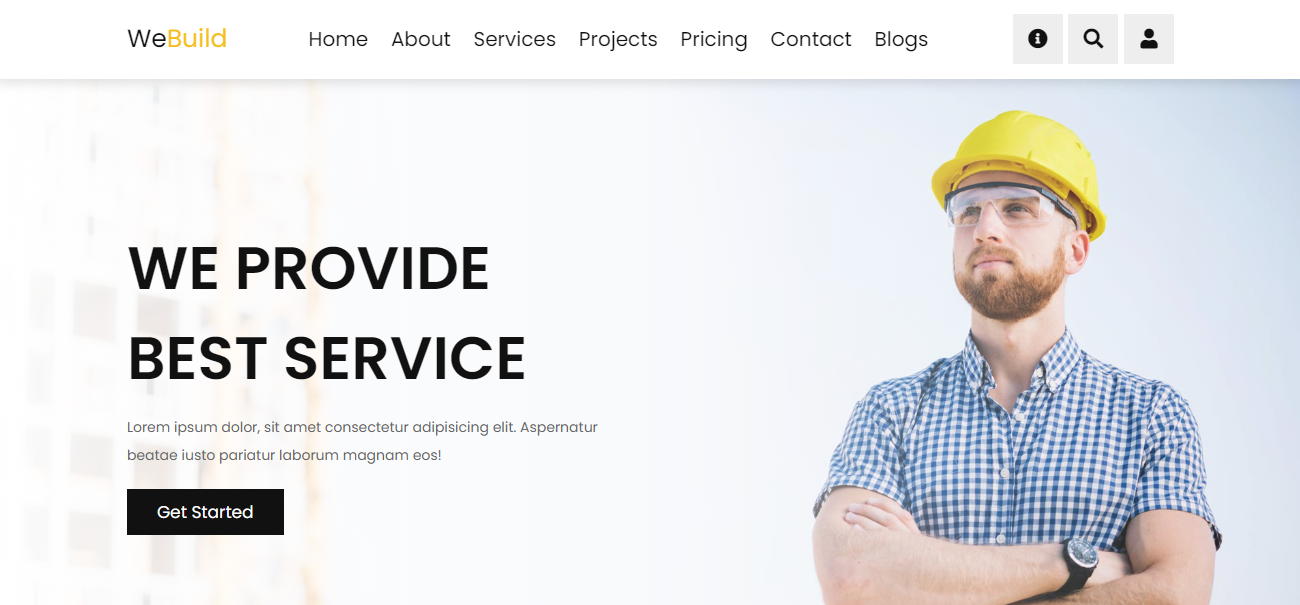 WeBuild
Home About Services Projects Pricing Contact Blogs
WE PROVIDE
BEST SERVICE
Lorem ipsum dolor, sit amet consectetur adipisicing elit. Aspernatur
beatae iusto pariatur laborum magnam eos!
Get Started